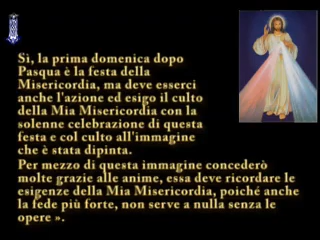 Sì, la prima domenica dopo
Pasqua è la festa della
Misericordia, ma deve esserci
anche l'azione ed esigo il culto
della Mia Misericordia con la
solenne celebrazione di questa
festa e col culto all'immagine
che è stata dipinta.
Per mezzo di questa immagine concederò
molte grazie alle anime, essa deve ricordare le
esigenze della Mia Misericordia, poiché anche
la fede più forte, non serve a nulla senza le
opere ».